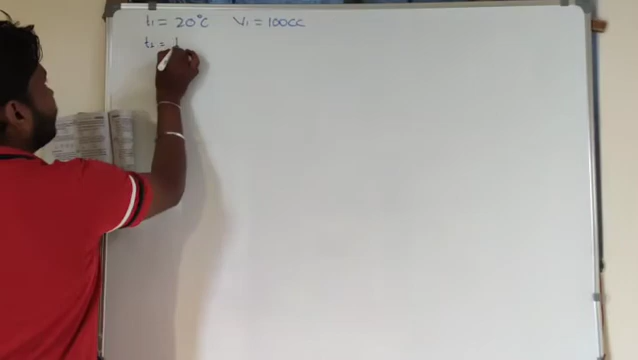 t1 = 20°C V1 = 100CC
t2 =